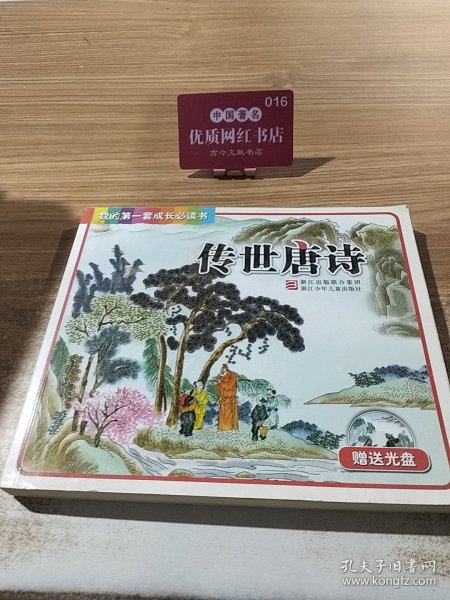 016
中国著名
优质网红书店
古今文献书店
我的第一套成长必读书
传世唐诗
浙江出版联合集团
浙江少年儿童出版社
赠送光盘
孔夫子旧书网
www.kongfz.com